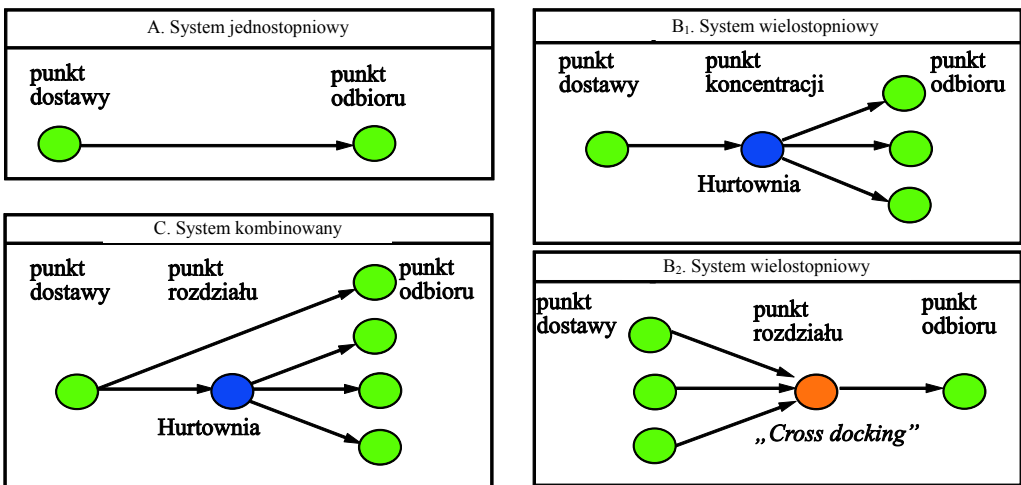 A. System jednostopniowy
punkt
dostawy
punkt
odbioru
B₁. System wielostopniowy
punkt
dostawy
punkt
koncentracji
punkt
odbioru
Hurtownia
C. System kombinowany
punkt
dostawy
punkt
rozdziału
punkt
odbioru
Hurtownia
B₂. System wielostopniowy
punkt
dostawy
punkt
rozdziału
punkt
odbioru
„Cross docking”